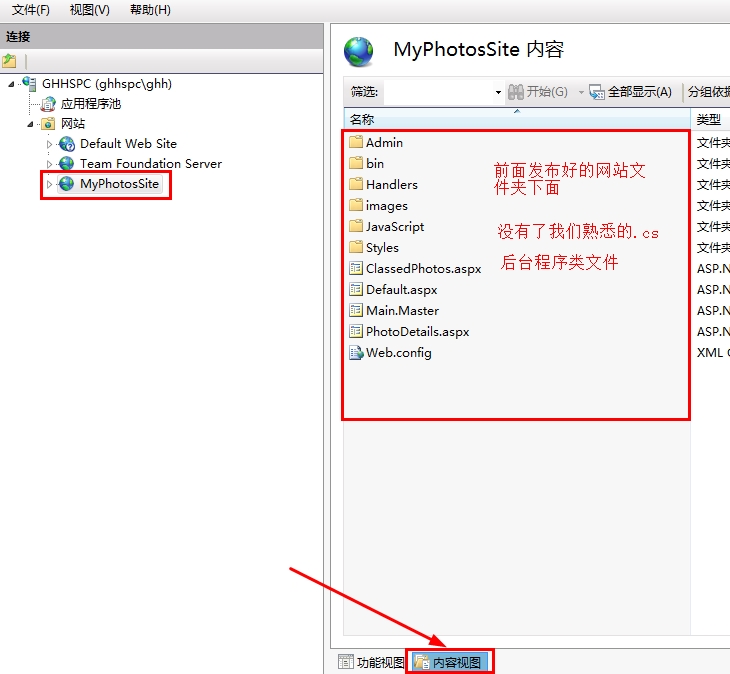 文件(F) 视图(V) 帮助(H)
连接
GHHSPC (ghhspc\ghh)
应用程序池
网站
Default Web Site
Team Foundation Server
MyPhotosSite
MyPhotosSite 内容
筛选: 开始(G) 全部显示(A) 分组依据
名称 类型
Admin 文件夹
bin 文件夹
Handlers 文件夹
images 文件夹
JavaScript 文件夹
Styles 文件夹
ClassedPhotos.aspx ASP.N
Default.aspx ASP.N
Main.Master ASP.N
PhotoDetails.aspx ASP.N
Web.config XML
前面发布好的网站文
件夹下面
没有了我们熟悉的.cs
后台程序类文件
功能视图 内容视图